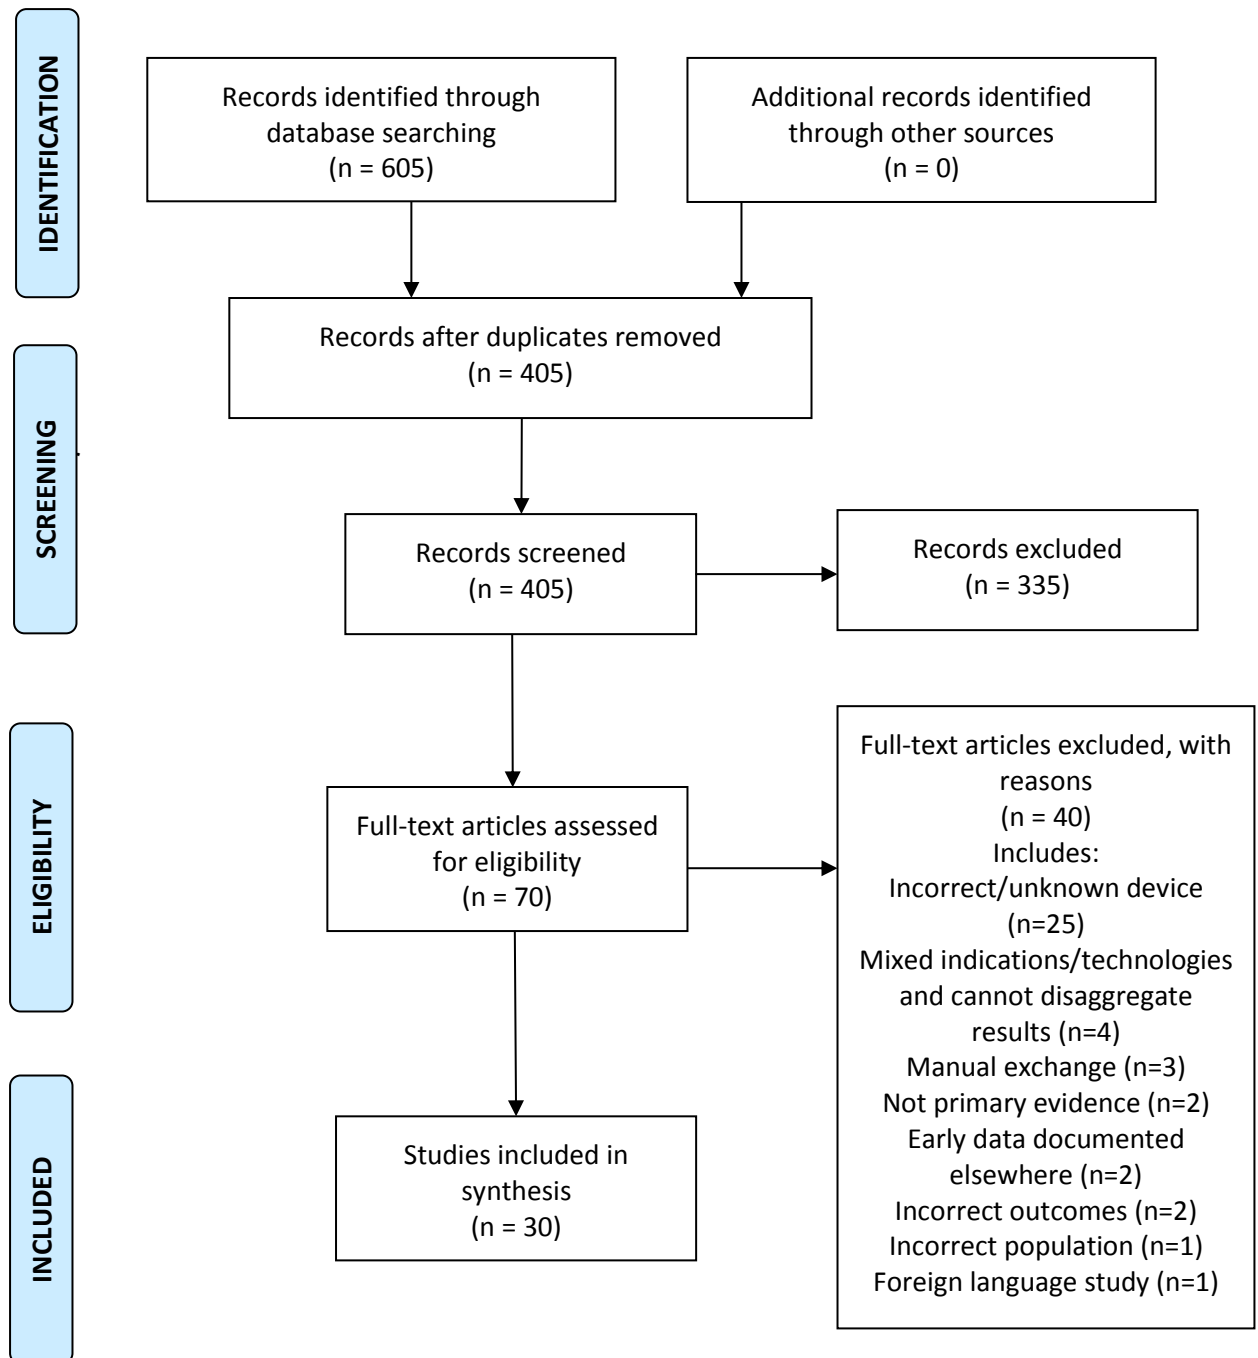 IDENTIFICATION
Records identified through
database searching
(n = 605)
Additional records identified
through other sources
(n = 0)
Records after duplicates removed
(n = 405)
SCREENING
Records screened
(n = 405)
Records excluded
(n = 335)
ELIGIBILITY
Full-text articles assessed
for eligibility
(n = 70)
Full-text articles excluded, with
reasons
(n = 40)
Includes:
Incorrect/unknown device
(n=25)
Mixed indications/technologies
and cannot disaggregate
results (n=4)
Manual exchange (n=3)
Not primary evidence (n=2)
Early data documented
elsewhere (n=2)
Incorrect outcomes (n=2)
Incorrect population (n=1)
Foreign language study (n=1)
INCLUDED
Studies included in
synthesis
(n = 30)